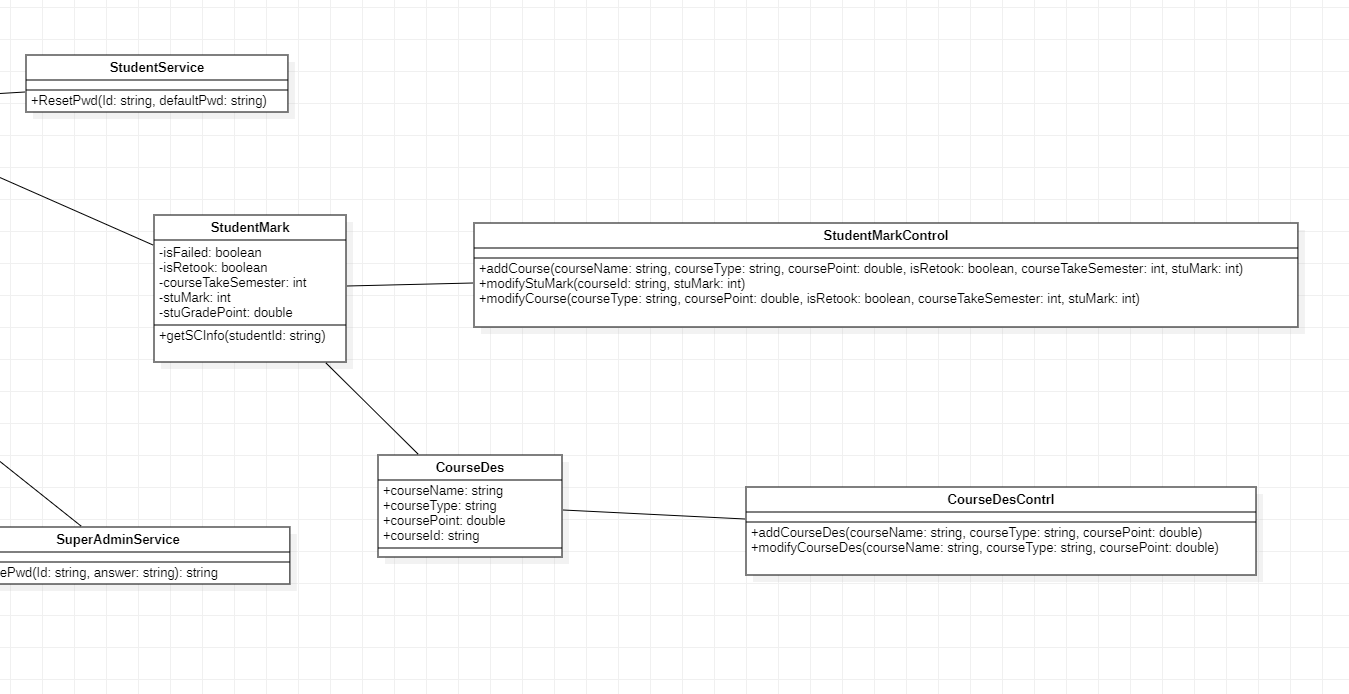 StudentService
+ResetPwd(Id: string, defaultPwd: string)
StudentMark
-isFailed: boolean
-isRetook: boolean
-courseTakeSemester: int
-stuMark: int
-stuGradePoint: double
+getSCInfo(studentId: string)
StudentMarkControl
+addCourse(courseName: string, courseType: string, coursePoint: double, isRetook: boolean, courseTakeSemester: int, stuMark: int)
+modifyStuMark(courseId: string, stuMark: int)
+modifyCourse(courseType: string, coursePoint: double, isRetook: boolean, courseTakeSemester: int, stuMark: int)
CourseDes
+courseName: string
+courseType: string
+coursePoint: double
+courseId: string
CourseDesContrl
+addCourseDes(courseName: string, courseType: string, coursePoint: double)
+modifyCourseDes(courseName: string, courseType: string, coursePoint: double)
SuperAdminService
ePwd(Id: string, answer: string): string